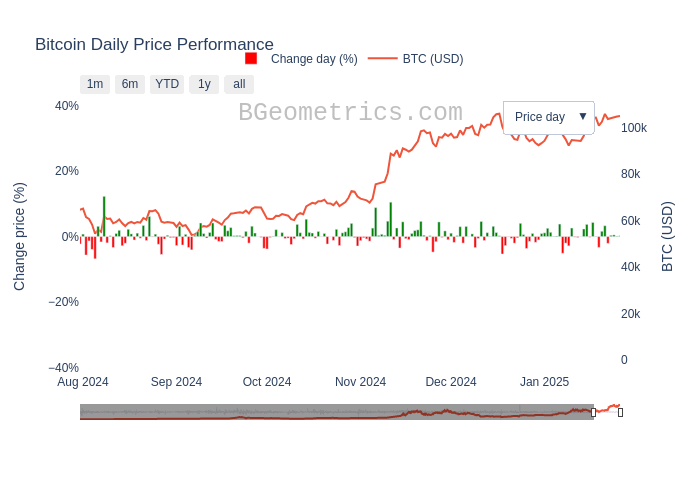 Bitcoin Daily Price Performance
Change day (%) BTC (USD)
1m 6m YTD 1y all
BGeometrics.com
Price day ▼
40%
20%
0%
−20%
−40%
Change price (%)
100k
80k
60k
40k
20k
0
BTC (USD)
Aug 2024 Sep 2024 Oct 2024 Nov 2024 Dec 2024 Jan 2025